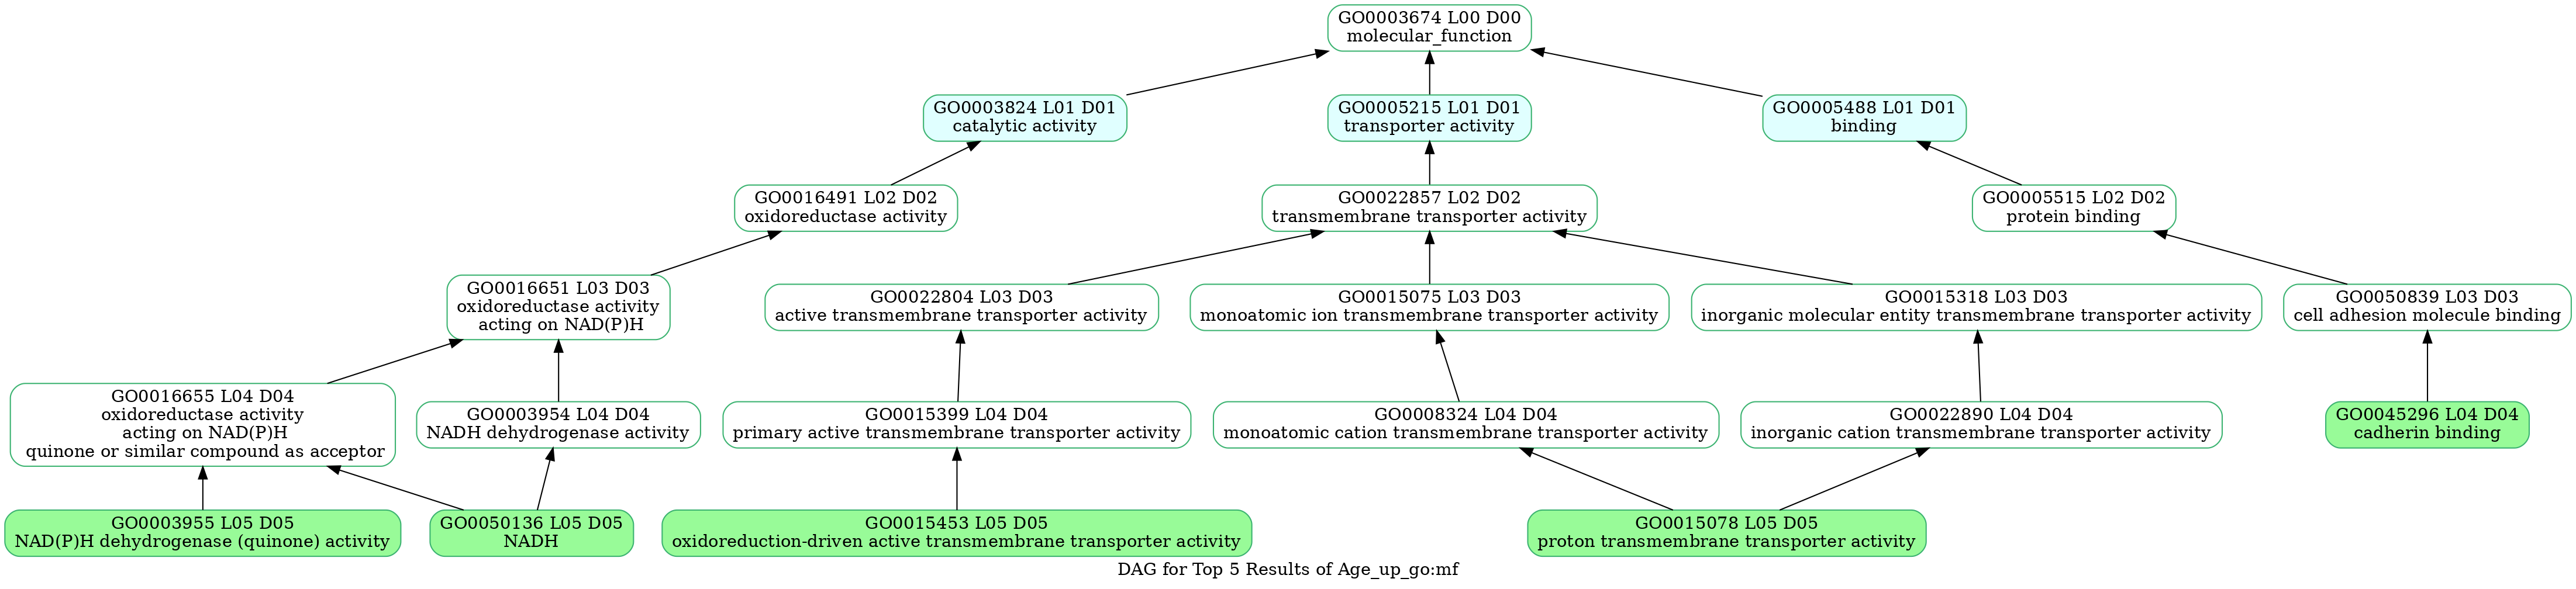 GO0003674 L00 D00
molecular_function
GO0003824 L01 D01
catalytic activity
GO0005215 L01 D01
transporter activity
GO0005488 L01 D01
binding
GO0016491 L02 D02
oxidoreductase activity
GO0022857 L02 D02
transmembrane transporter activity
GO0005515 L02 D02
protein binding
GO0016651 L03 D03
oxidoreductase activity
acting on NAD(P)H
GO0022804 L03 D03
active transmembrane transporter activity
GO0015075 L03 D03
monoatomic ion transmembrane transporter activity
GO0015318 L03 D03
inorganic molecular entity transmembrane transporter activity
GO0050839 L03 D03
cell adhesion molecule binding
GO0016655 L04 D04
oxidoreductase activity
acting on NAD(P)H
quinone or similar compound as acceptor
GO0003954 L04 D04
NADH dehydrogenase activity
GO0015399 L04 D04
primary active transmembrane transporter activity
GO0008324 L04 D04
monoatomic cation transmembrane transporter activity
GO0022890 L04 D04
inorganic cation transmembrane transporter activity
GO0045296 L04 D04
cadherin binding
GO0003955 L05 D05
NAD(P)H dehydrogenase (quinone) activity
GO0050136 L05 D05
NADH
GO0015453 L05 D05
oxidoreduction-driven active transmembrane transporter activity
GO0015078 L05 D05
proton transmembrane transporter activity
DAG for Top 5 Results of Age_up_go:mf